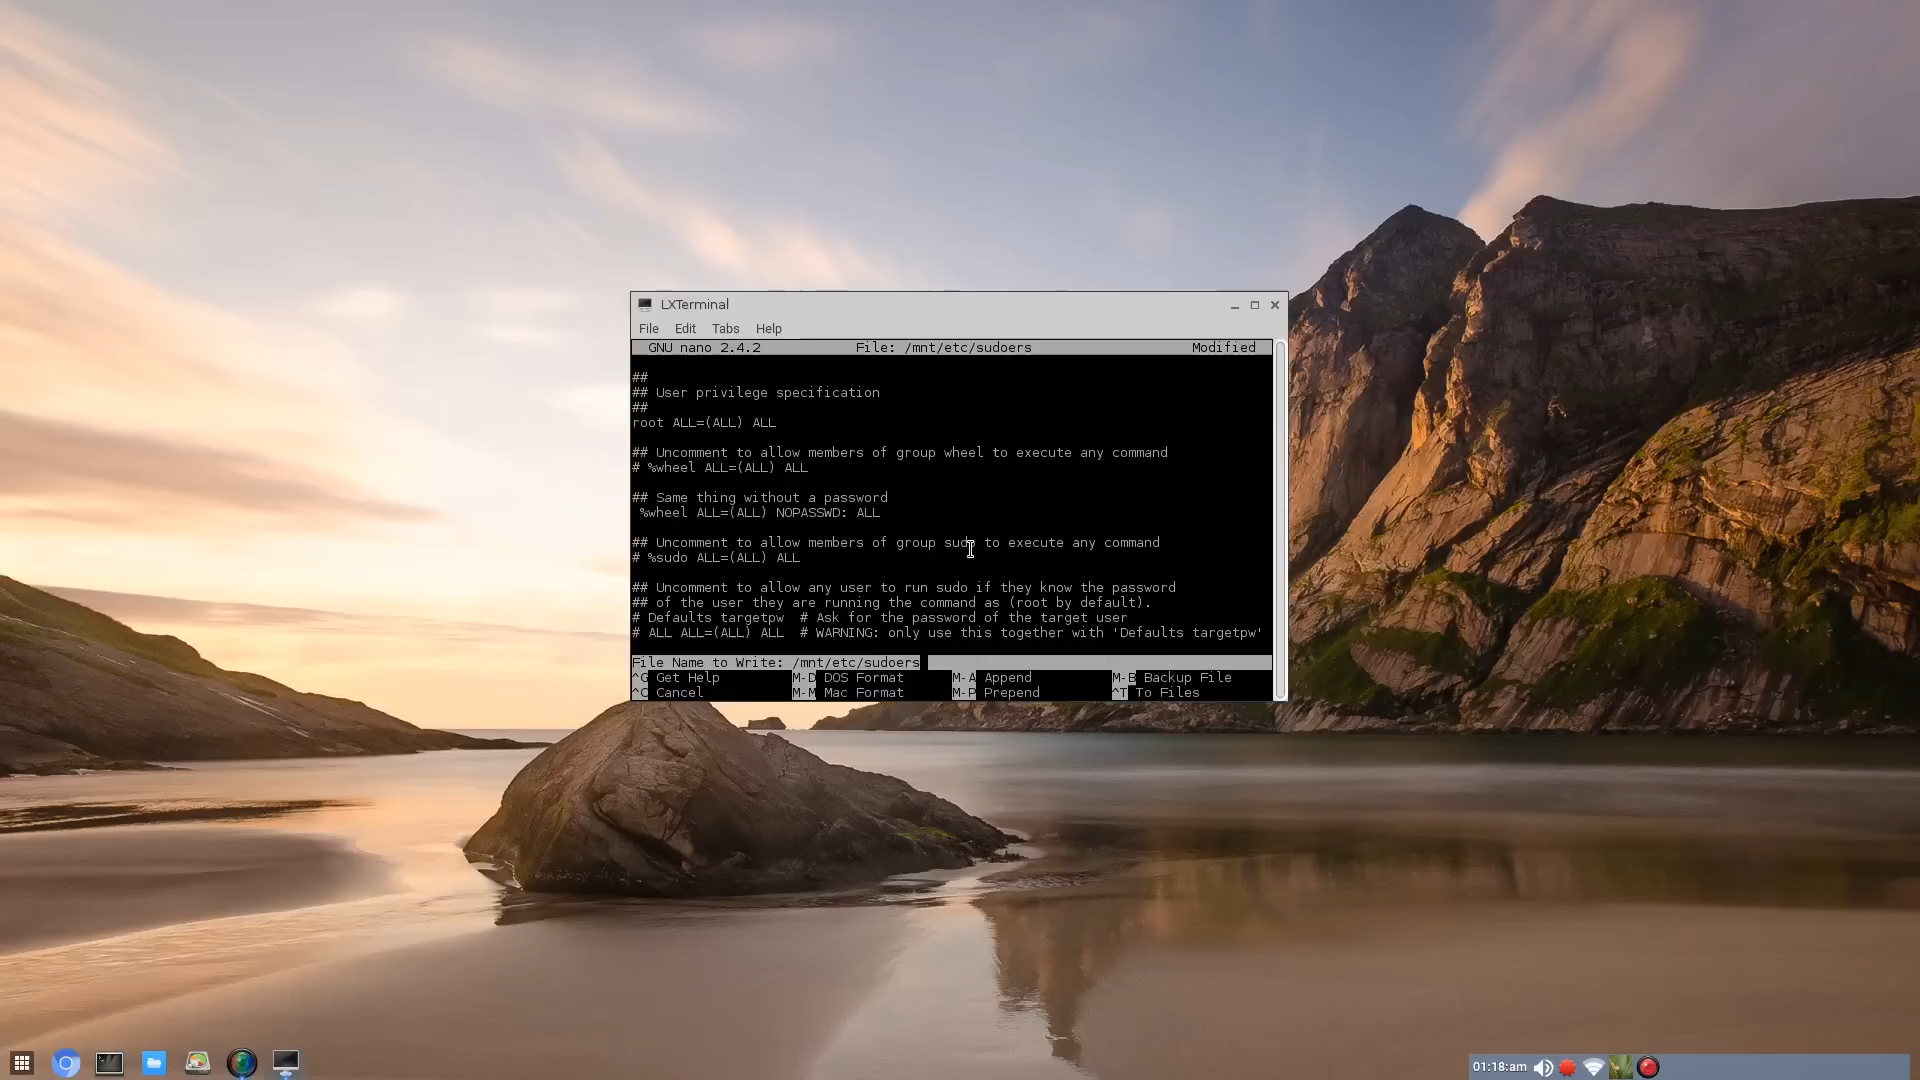 LXTerminal
File Edit Tabs Help
GNU nano 2.4.2 File: /mnt/etc/sudoers Modified
##
## User privilege specification
##
root ALL=(ALL) ALL
## Uncomment to allow members of group wheel to execute any command
# %wheel ALL=(ALL) ALL
## Same thing without a password
%wheel ALL=(ALL) NOPASSWD: ALL
## Uncomment to allow members of group sudo to execute any command
# %sudo ALL=(ALL) ALL
## Uncomment to allow any user to run sudo if they know the password
## of the user they are running the command as (root by default).
# Defaults targetpw # Ask for the password of the target user
# ALL ALL=(ALL) ALL # WARNING: only use this together with 'Defaults targetpw'
File Name to Write: /mnt/etc/sudoers
^G Get Help M-D DOS Format M-A Append M-B Backup File
^C Cancel M-M Mac Format M-P Prepend ^T To Files
01:18:am